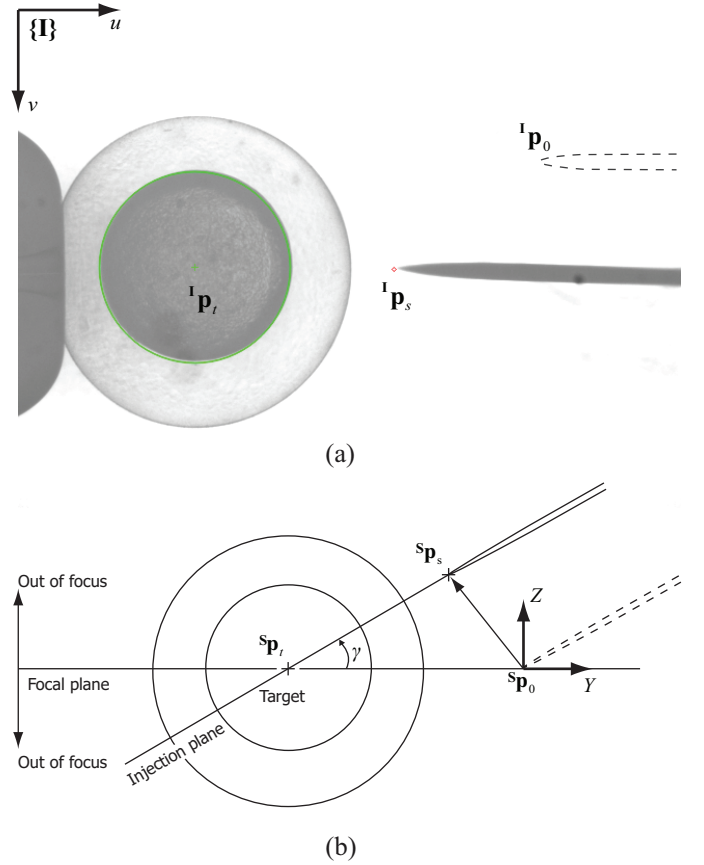 {I}
u
v
ᴵp₀
ᴵpₜ
ᴵpₛ
(a)
ˢpₛ
Out of focus
Z
ˢpₜ
γ
Focal plane
Target
ˢp₀
Y
Out of focus
Injection plane
(b)